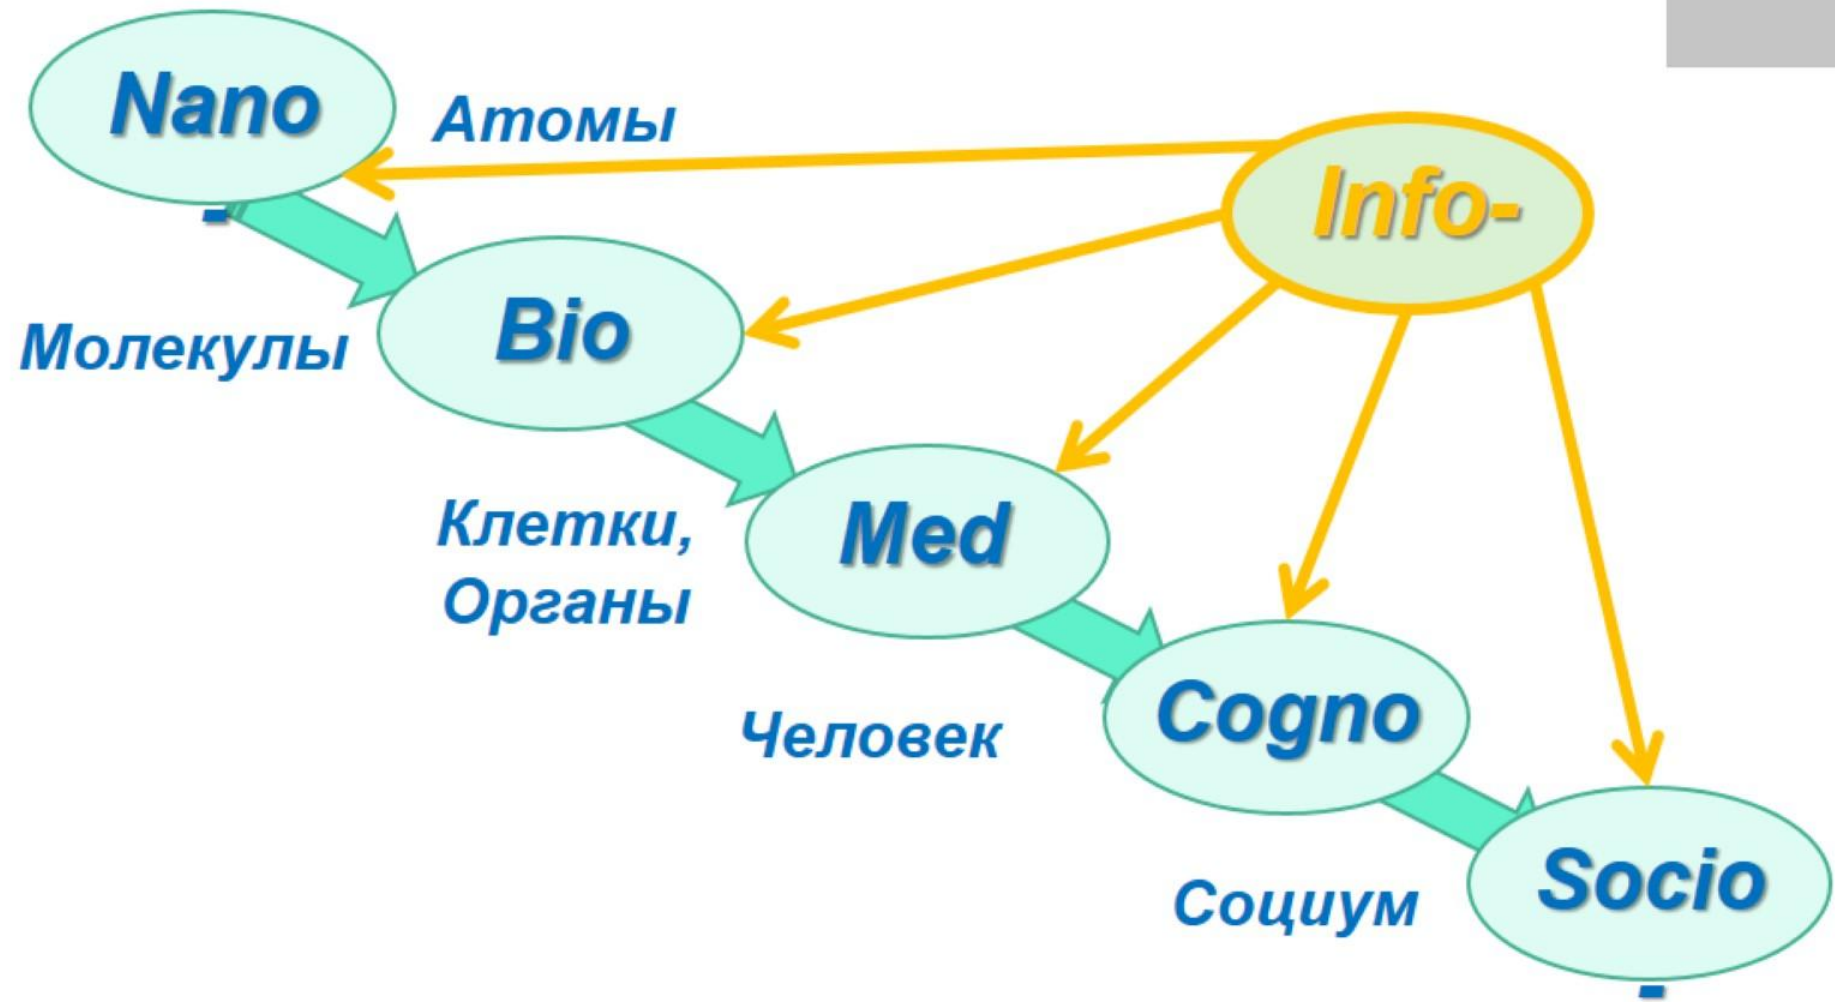 Nano
-
Атомы
Info-
Молекулы
Bio
Клетки,
Органы
Med
Человек
Cogno
Социум
Socio
-